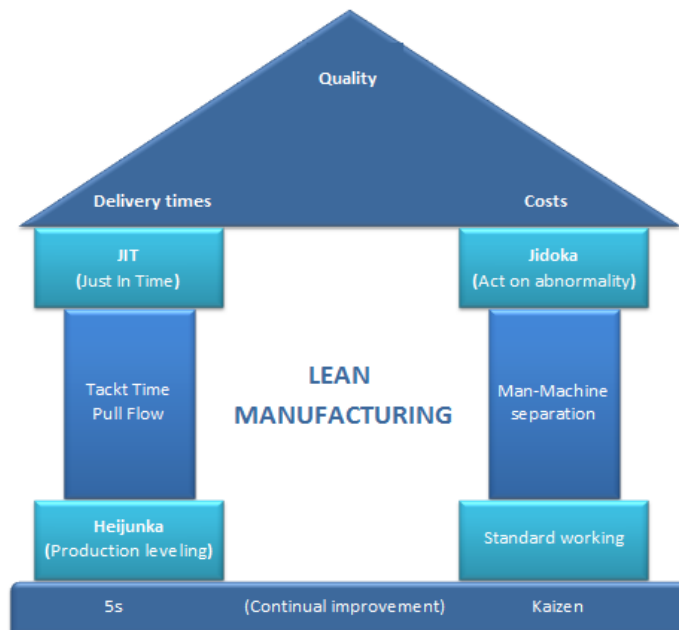 Quality
Delivery times
Costs
JIT
(Just In Time)
Jidoka
(Act on abnormality)
Tackt Time
Pull Flow
LEAN
MANUFACTURING
Man-Machine
separation
Heijunka
(Production leveling)
Standard working
5s
(Continual improvement)
Kaizen